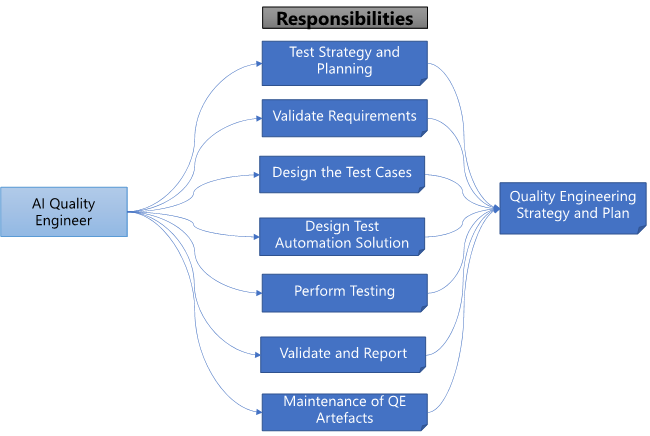 Responsibilities
Test Strategy and
Planning
Validate Requirements
Design the Test Cases
AI Quality
Engineer
Quality Engineering
Strategy and Plan
Design Test
Automation Solution
Perform Testing
Validate and Report
Maintenance of QE
Artefacts